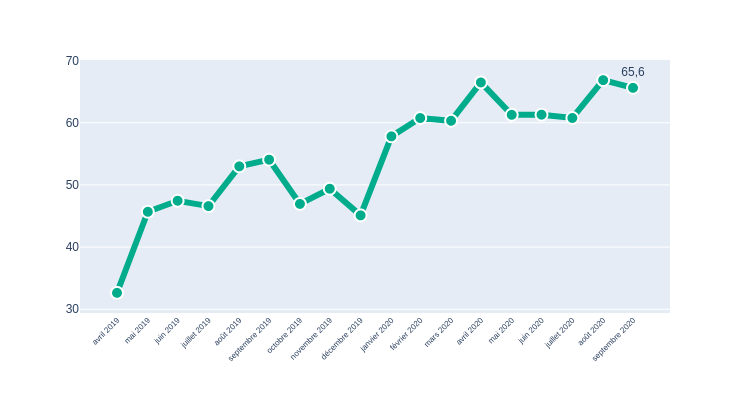 70
65,6
60
50
40
30
avril 2019
mai 2019
juin 2019
juillet 2019
août 2019
septembre 2019
octobre 2019
novembre 2019
décembre 2019
janvier 2020
février 2020
mars 2020
avril 2020
mai 2020
juin 2020
juillet 2020
août 2020
septembre 2020